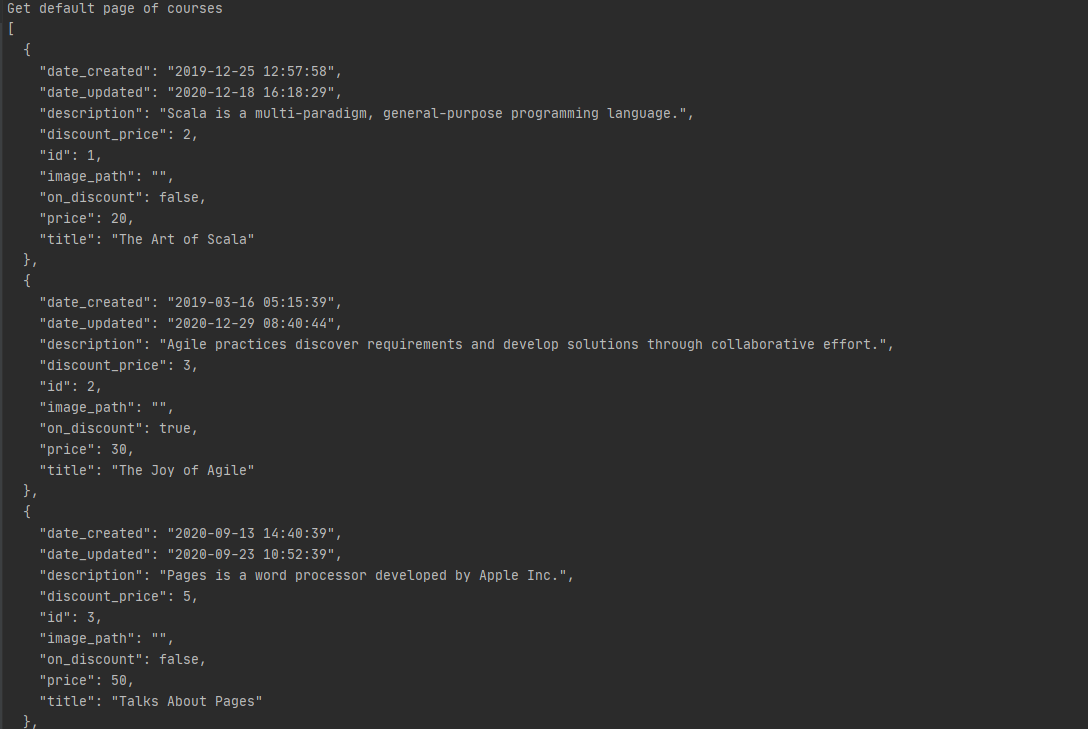 Get default page of courses
[
  {
    "date_created": "2019-12-25 12:57:58",
    "date_updated": "2020-12-18 16:18:29",
    "description": "Scala is a multi-paradigm, general-purpose programming language.",
    "discount_price": 2,
    "id": 1,
    "image_path": "",
    "on_discount": false,
    "price": 20,
    "title": "The Art of Scala"
  },
  {
    "date_created": "2019-03-16 05:15:39",
    "date_updated": "2020-12-29 08:40:44",
    "description": "Agile practices discover requirements and develop solutions through collaborative effort.",
    "discount_price": 3,
    "id": 2,
    "image_path": "",
    "on_discount": true,
    "price": 30,
    "title": "The Joy of Agile"
  },
  {
    "date_created": "2020-09-13 14:40:39",
    "date_updated": "2020-09-23 10:52:39",
    "description": "Pages is a word processor developed by Apple Inc.",
    "discount_price": 5,
    "id": 3,
    "image_path": "",
    "on_discount": false,
    "price": 50,
    "title": "Talks About Pages"
  },